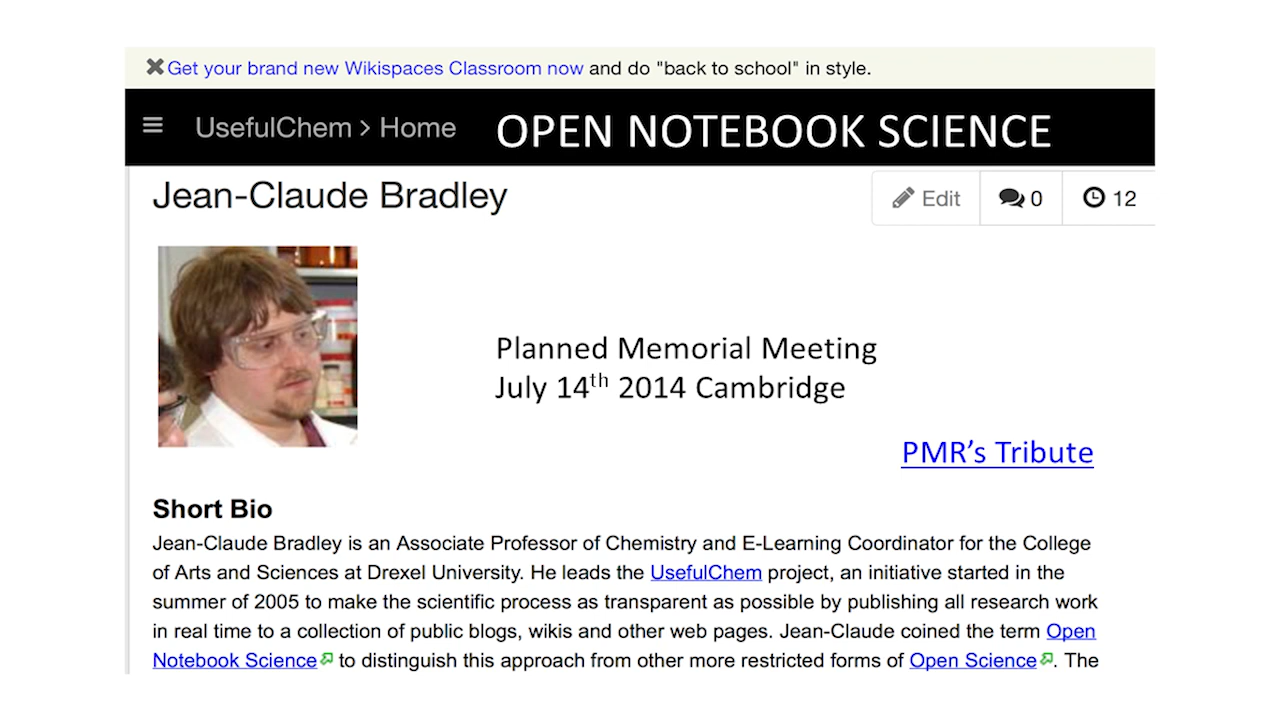 Get your brand new Wikispaces Classroom now and do "back to school" in style.
UsefulChem > Home OPEN NOTEBOOK SCIENCE
Jean-Claude Bradley
Edit 0 12
Planned Memorial Meeting
July 14th 2014 Cambridge
PMR’s Tribute
Short Bio
Jean-Claude Bradley is an Associate Professor of Chemistry and E-Learning Coordinator for the College
of Arts and Sciences at Drexel University. He leads the UsefulChem project, an initiative started in the
summer of 2005 to make the scientific process as transparent as possible by publishing all research work
in real time to a collection of public blogs, wikis and other web pages. Jean-Claude coined the term Open
Notebook Science to distinguish this approach from other more restricted forms of Open Science. The